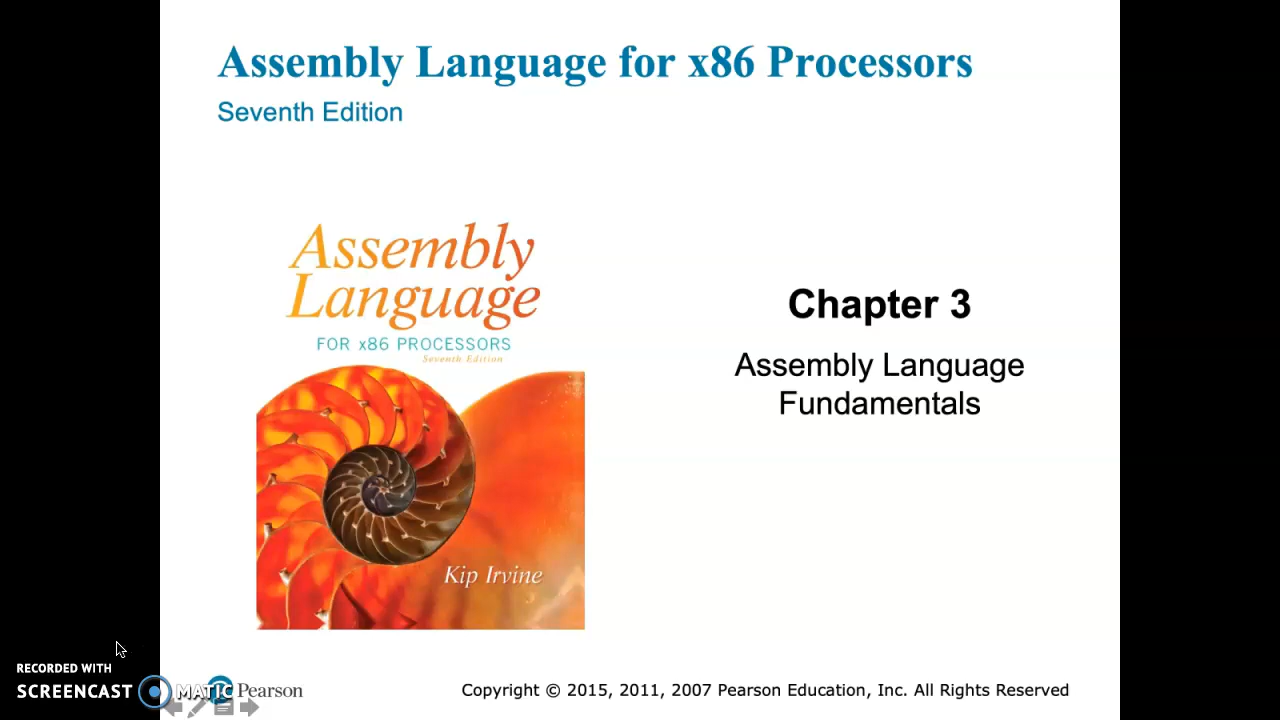 Assembly Language for x86 Processors
Seventh Edition
Assembly
Language
FOR x86 PROCESSORS
Seventh Edition
Kip Irvine
Chapter 3
Assembly Language
Fundamentals
RECORDED WITH
SCREENCAST MATIC
Pearson
Copyright © 2015, 2011, 2007 Pearson Education, Inc. All Rights Reserved